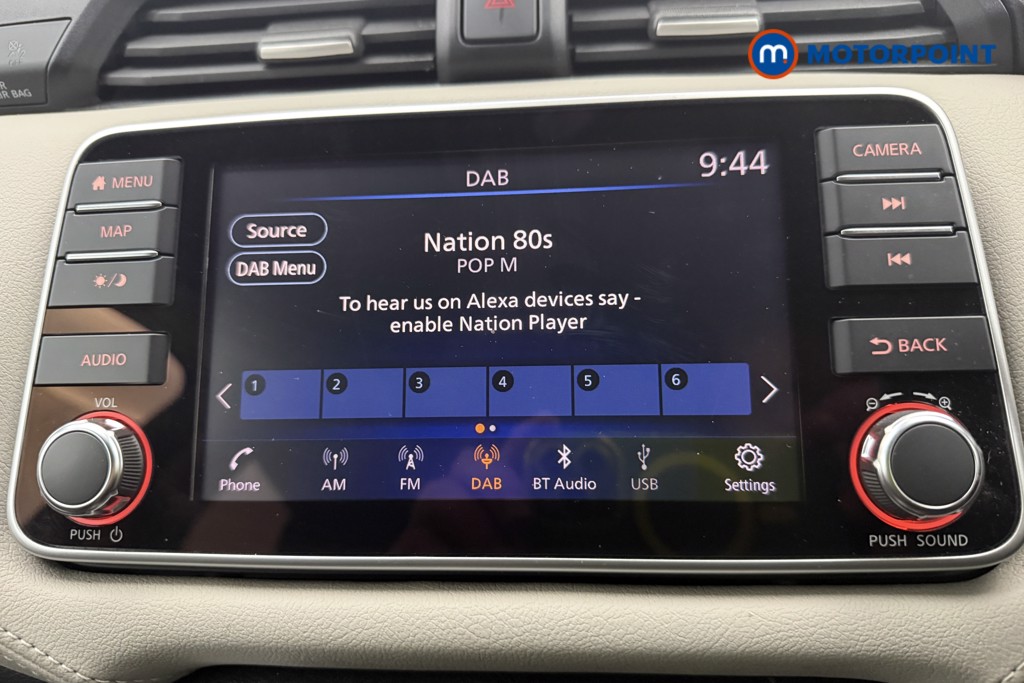 m MOTORPOINT
R BAG
MENU
MAP
AUDIO
VOL
PUSH
DAB
9:44
Source
DAB Menu
Nation 80s
POP M
To hear us on Alexa devices say -
enable Nation Player
1 2 3 4 5 6
Phone AM FM DAB BT Audio USB Settings
CAMERA
BACK
PUSH SOUND